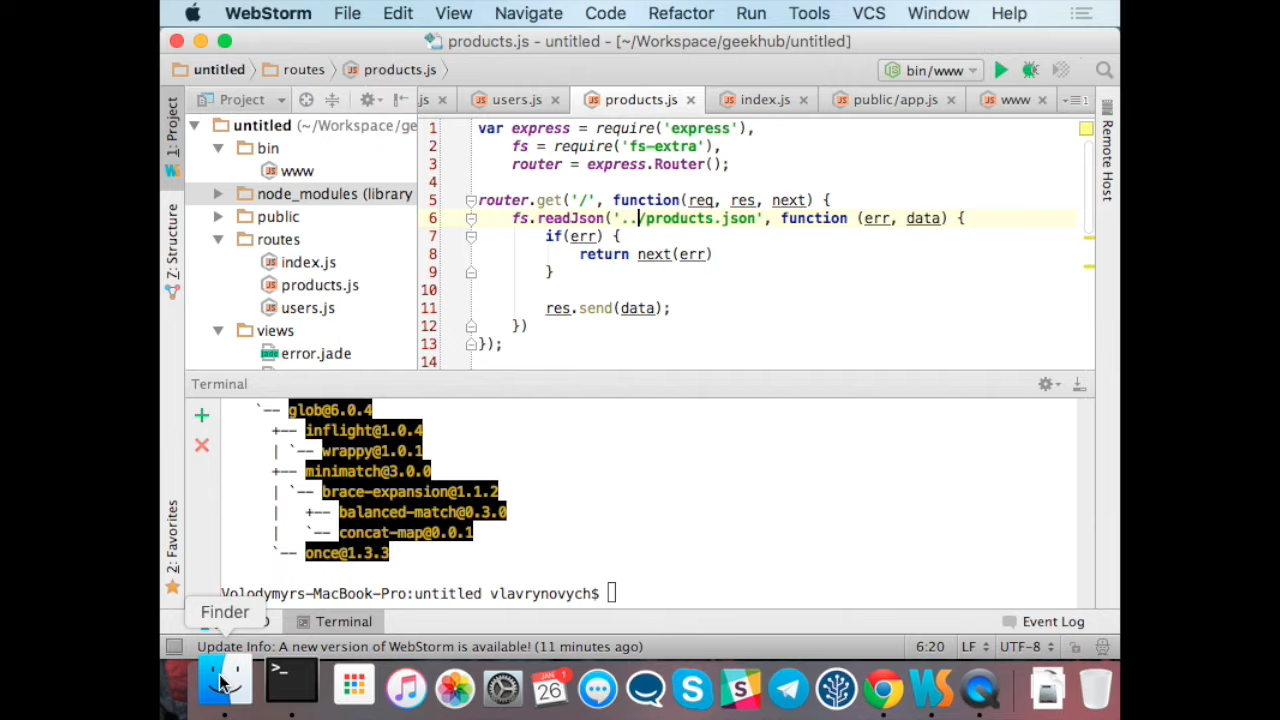 WebStorm File Edit View Navigate Code Refactor Run Tools VCS Window Help
products.js - untitled - [~/Workspace/geekhub/untitled]
untitled routes products.js bin/www
Project .js users.js products.js index.js public/app.js www
1: Project
7: Structure
2: Favorites
Remote Host
untitled (~/Workspace/ge
bin
www
node_modules (library
public
routes
index.js
products.js
users.js
views
error.jade
1 var express = require('express'),
2 fs = require('fs-extra'),
3 router = express.Router();
4
5 router.get('/', function(req, res, next) {
6 fs.readJson('../products.json', function (err, data) {
7 if(err) {
8 return next(err)
9 }
10
11 res.send(data);
12 })
13 });
14
Terminal
`-- glob@6.0.4
+-- inflight@1.0.4
| `-- wrappy@1.0.1
+-- minimatch@3.0.0
| `-- brace-expansion@1.1.2
| +-- balanced-match@0.3.0
| `-- concat-map@0.0.1
`-- once@1.3.3
Volodymyrs-MacBook-Pro:untitled vlavrynovych$
Finder
Terminal Event Log
Update Info: A new version of WebStorm is available! (11 minutes ago) 6:20 LF UTF-8
JAN
26